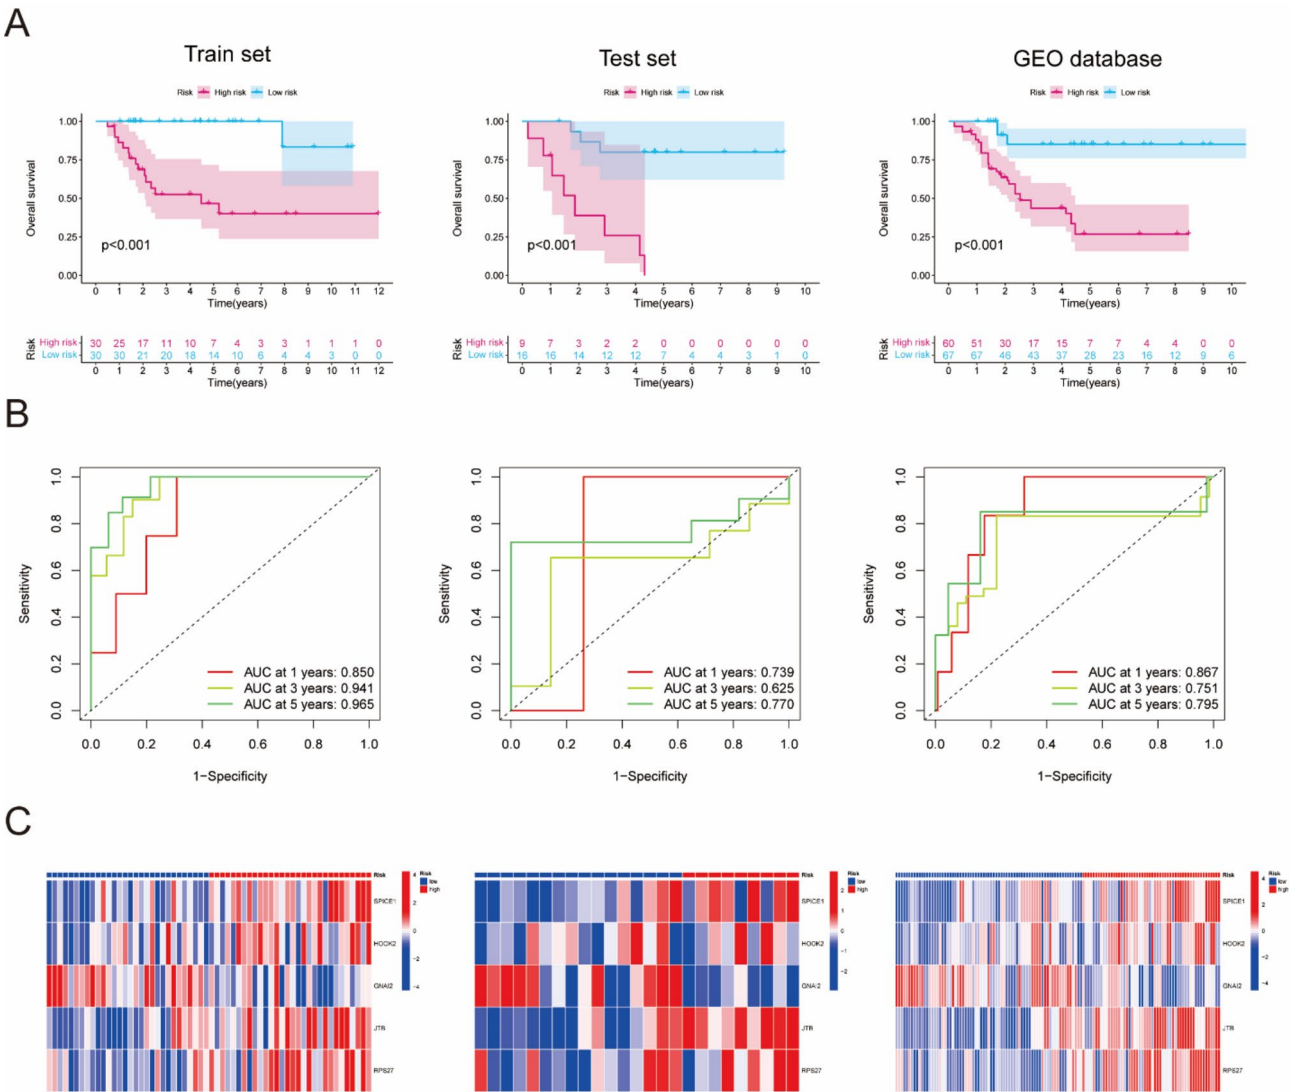 A
Train set
Test set
GEO database
Risk High risk Low risk
Risk High risk Low risk
Risk High risk Low risk
Overall survival
1.00
0.75
0.50
0.25
0.00
p<0.001
0 1 2 3 4 5 6 7 8 9 10 11 12
Time(years)
Overall survival
1.00
0.75
0.50
0.25
0.00
p<0.001
0 1 2 3 4 5 6 7 8 9 10
Time(years)
Overall survival
1.00
0.75
0.50
0.25
0.00
p<0.001
0 1 2 3 4 5 6 7 8 9 10
Time(years)
Risk
High risk 30 25 17 11 10 7 4 3 3 1 1 1 0
Low risk 30 30 21 20 18 14 10 6 4 4 3 0 0
0 1 2 3 4 5 6 7 8 9 10 11 12
Time(years)
Risk
High risk 9 7 3 2 2 0 0 0 0 0 0
Low risk 16 16 14 12 12 7 4 4 3 1 0
0 1 2 3 4 5 6 7 8 9 10
Time(years)
Risk
High risk 60 51 30 17 15 7 7 4 4 0 0
Low risk 67 67 46 43 37 28 23 16 12 9 6
0 1 2 3 4 5 6 7 8 9 10
Time(years)
B
Sensitivity
1.0
0.8
0.6
0.4
0.2
0.0
AUC at 1 years: 0.850
AUC at 3 years: 0.941
AUC at 5 years: 0.965
0.0 0.2 0.4 0.6 0.8 1.0
1−Specificity
Sensitivity
1.0
0.8
0.6
0.4
0.2
0.0
AUC at 1 years: 0.739
AUC at 3 years: 0.625
AUC at 5 years: 0.770
0.0 0.2 0.4 0.6 0.8 1.0
1−Specificity
Sensitivity
1.0
0.8
0.6
0.4
0.2
0.0
AUC at 1 years: 0.867
AUC at 3 years: 0.751
AUC at 5 years: 0.795
0.0 0.2 0.4 0.6 0.8 1.0
1−Specificity
C
Risk
SPICE1
HOOK2
GNAI2
JTB
RPS27
4
2
0
−2
−4
Risk
low
high
Risk
SPICE1
HOOK2
GNAI2
JTB
RPS27
2
1
0
−1
−2
Risk
low
high
Risk
SPICE1
HOOK2
GNAI2
JTB
RPS27
4
2
0
−2
−4
Risk
low
high